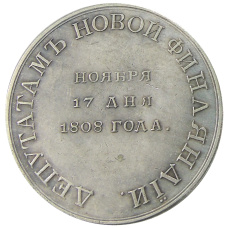 ДЕПУТАТАМЪ НОВОЙ ФИНЛЯНДІИ.
НОЯБРЯ
17 ДНЯ
1808 ГОДА.